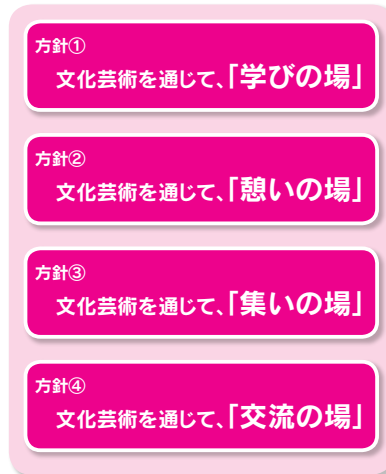 方針①
文化芸術を通じて、「学びの場」
方針②
文化芸術を通じて、「憩いの場」
方針③
文化芸術を通じて、「集いの場」
方針④
文化芸術を通じて、「交流の場」